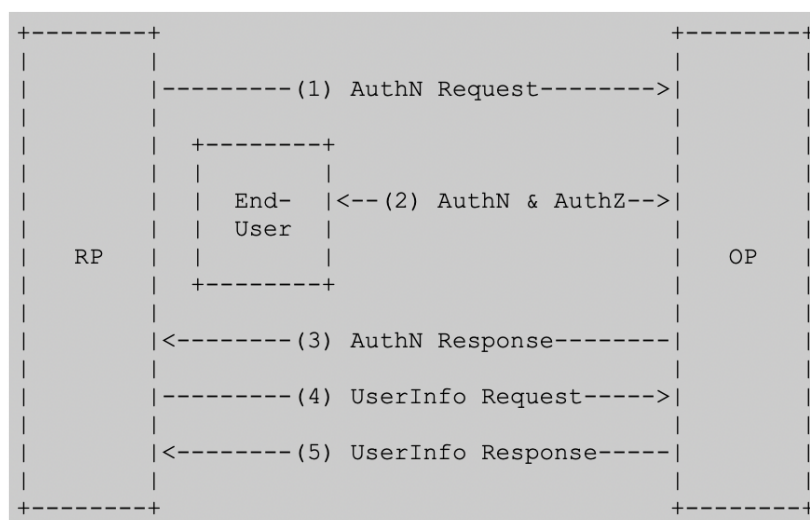 (1) AuthN Request
End-
(2) AuthN & AuthZ
User
RP
OP
(3) AuthN Response
(4) UserInfo Request
(5) UserInfo Response